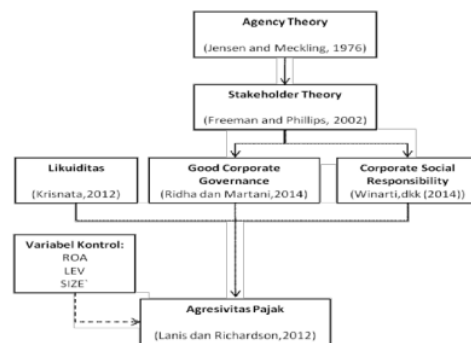 Agency Theory
(Jensen and Meckling, 1976)
Stakeholder Theory
(Freeman and Phillips, 2002)
Likuiditas
(Krisnata,2012)
Good Corporate
Governance
(Ridha dan Martani,2014)
Corporate Social
Responsibility
(Winarti,dkk (2014))
Variabel Kontrol:
ROA
LEV
SIZE`
Agresivitas Pajak
(Lanis dan Richardson,2012)